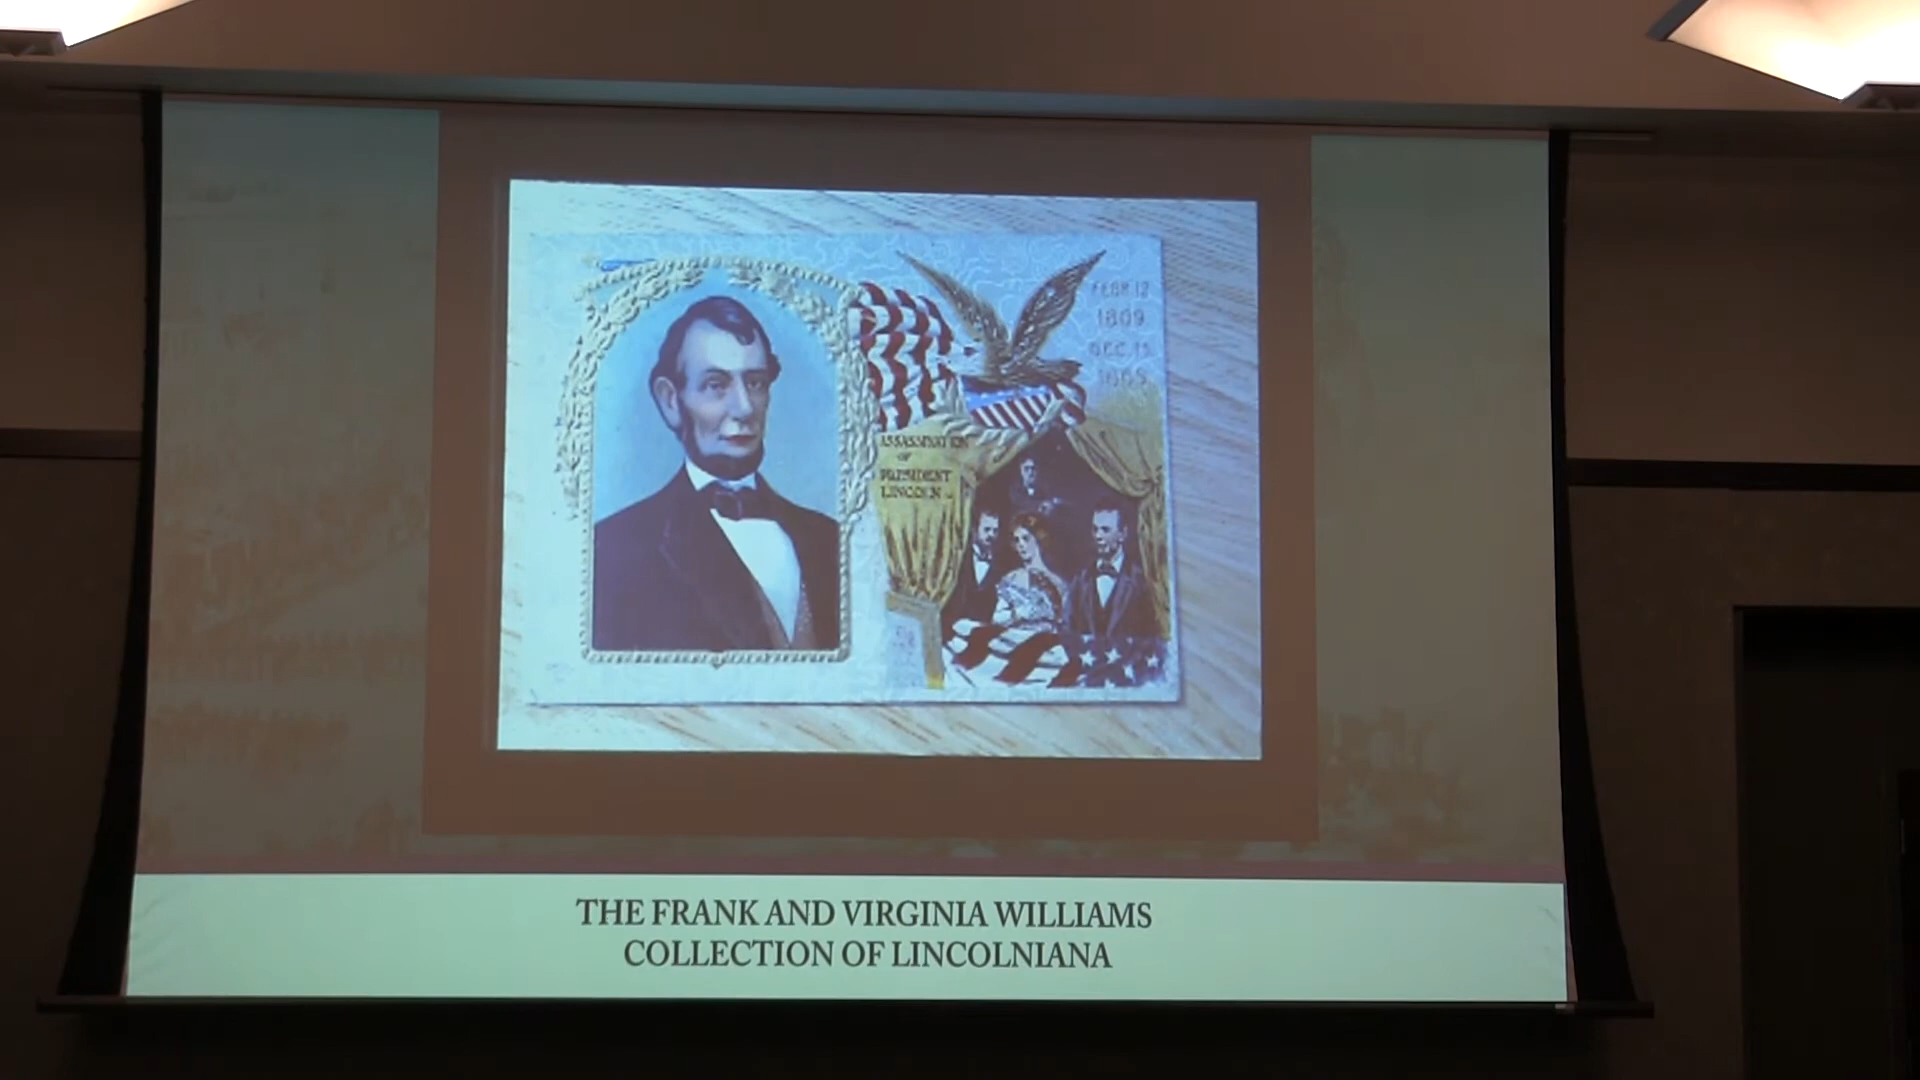 FEBR. 12
1809
DEC. 15
1865
ASSASSINATION
OF
PRESIDENT
LINCOLN
THE FRANK AND VIRGINIA WILLIAMS
COLLECTION OF LINCOLNIANA